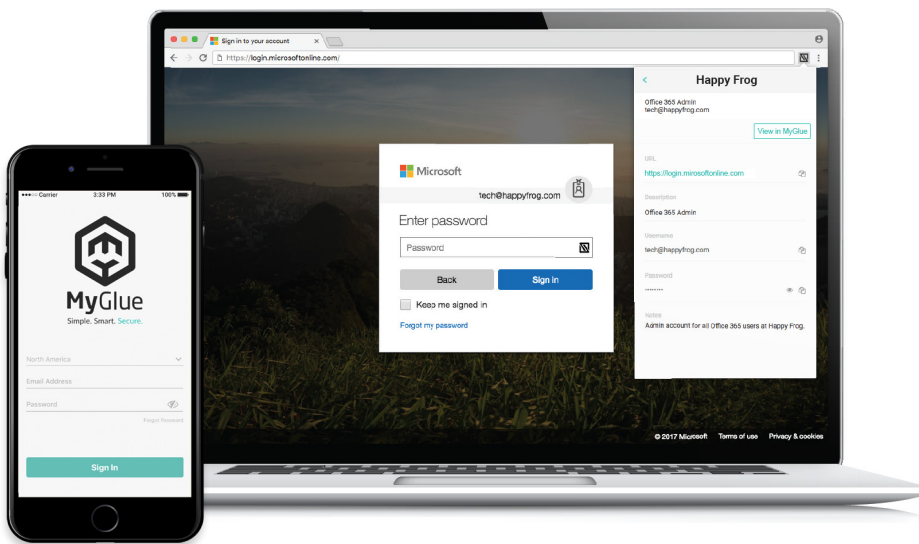 Sign in to your account
https://login.microsoftonline.com/
Happy Frog
Office 365 Admin
tech@happyfrog.com
View in MyGlue
URL
https://login.mirosoftonline.com
Description
Office 365 Admin
Username
tech@happyfrog.com
Password
••••••••
Notes
Admin account for all Office 365 users at Happy Frog.
Microsoft
tech@happyfrog.com
Enter password
Password
Back
Sign in
Keep me signed in
Forgot my password
© 2017 Microsoft Terms of use Privacy & cookies
Carrier 3:33 PM 100%
MyGlue
Simple. Smart. Secure.
North America
Email Address
Password
Forgot Password
Sign In